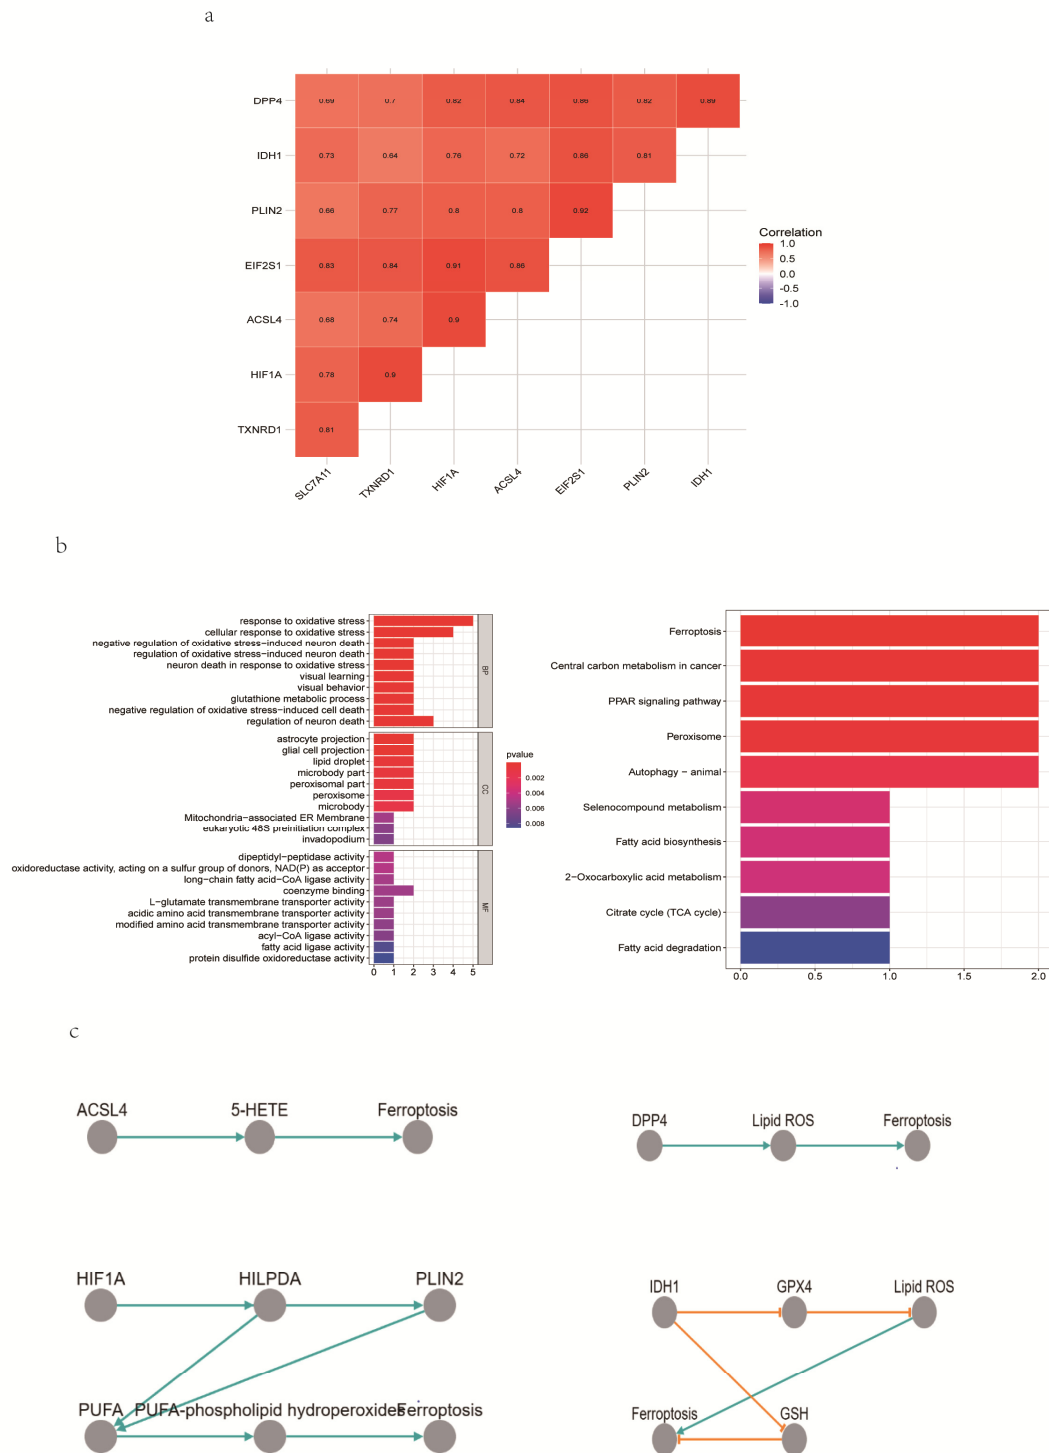 a
DPP4 0.69 0.7 0.82 0.84 0.86 0.82 0.89
IDH1 0.73 0.64 0.76 0.72 0.86 0.81
PLIN2 0.66 0.77 0.8 0.8 0.92
EIF2S1 0.83 0.84 0.91 0.86
ACSL4 0.68 0.74 0.9
HIF1A 0.78 0.9
TXNRD1 0.81
SLC7A11 TXNRD1 HIF1A ACSL4 EIF2S1 PLIN2 IDH1
Correlation
1.0
0.5
0.0
-0.5
-1.0
b
response to oxidative stress
cellular response to oxidative stress
negative regulation of oxidative stress-induced neuron death
regulation of oxidative stress-induced neuron death
neuron death in response to oxidative stress
visual learning
visual behavior
glutathione metabolic process
negative regulation of oxidative stress-induced cell death
regulation of neuron death
BP
astrocyte projection
glial cell projection
lipid droplet
microbody part
peroxisomal part
peroxisome
microbody
Mitochondria-associated ER Membrane
eukaryotic 48S preinitiation complex
invadopodium
CC
dipeptidyl-peptidase activity
oxidoreductase activity, acting on a sulfur group of donors, NAD(P) as acceptor
long-chain fatty acid-CoA ligase activity
coenzyme binding
L-glutamate transmembrane transporter activity
acidic amino acid transmembrane transporter activity
modified amino acid transmembrane transporter activity
acyl-CoA ligase activity
fatty acid ligase activity
protein disulfide oxidoreductase activity
MF
0 1 2 3 4 5
pvalue
0.002
0.004
0.006
0.008
Ferroptosis
Central carbon metabolism in cancer
PPAR signaling pathway
Peroxisome
Autophagy - animal
Selenocompound metabolism
Fatty acid biosynthesis
2-Oxocarboxylic acid metabolism
Citrate cycle (TCA cycle)
Fatty acid degradation
0.0 0.5 1.0 1.5 2.0
c
ACSL4 5-HETE Ferroptosis
DPP4 Lipid ROS Ferroptosis
HIF1A HILPDA PLIN2
PUFA PUFA-phospholipid hydroperoxides Ferroptosis
IDH1 GPX4 Lipid ROS
Ferroptosis GSH